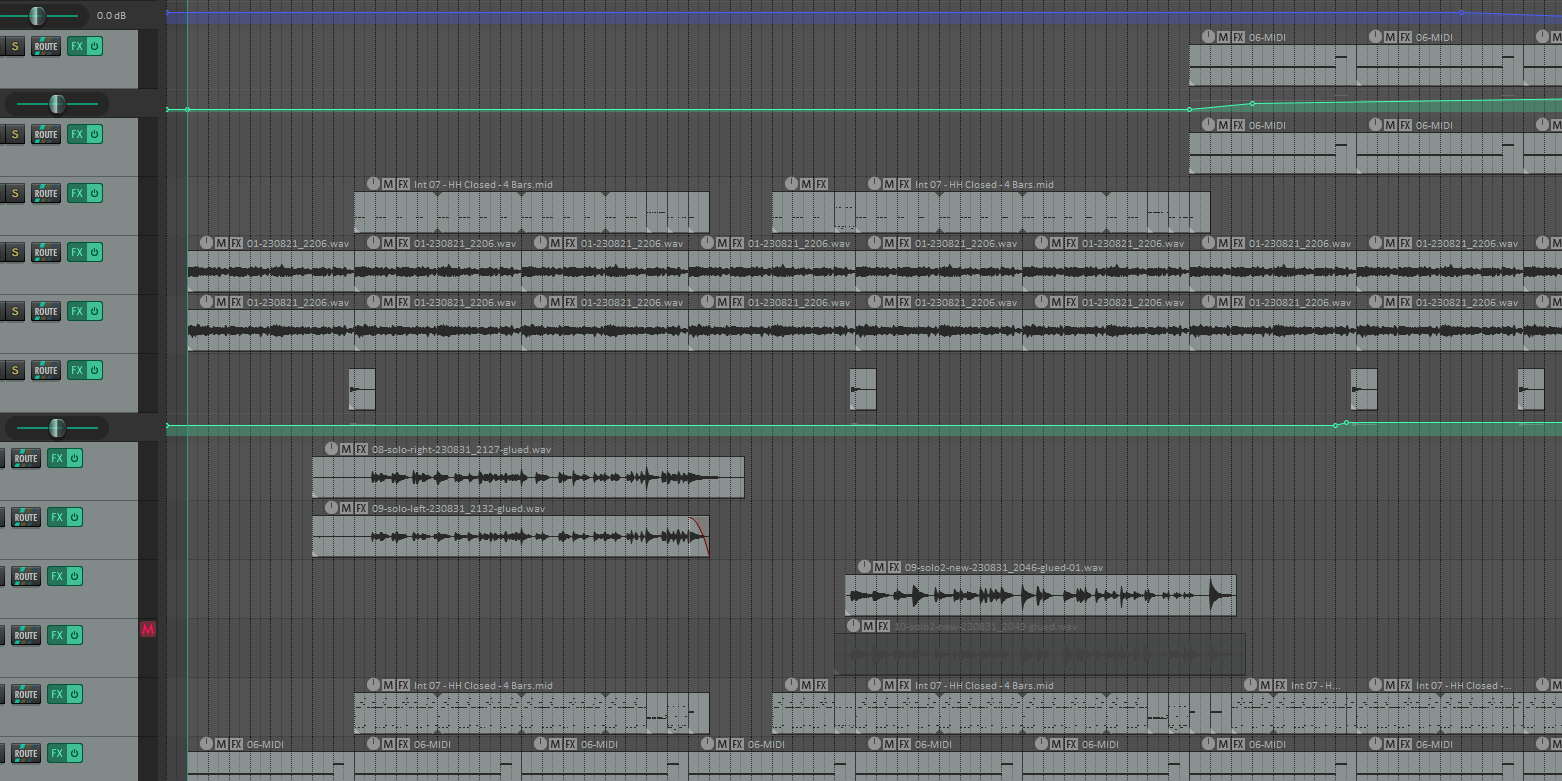 0.0 dB
M FX 06-MIDI M FX 06-MIDI M
S ROUTE FX
M FX 06-MIDI M FX 06-MIDI M
S ROUTE FX
M FX Int 07 - HH Closed - 4 Bars.mid M FX M FX Int 07 - HH Closed - 4 Bars.mid
S ROUTE FX
M FX 01-230821_2206.wav M FX 01-230821_2206.wav M FX 01-230821_2206.wav M FX 01-230821_2206.wav M FX 01-230821_2206.wav M FX 01-230821_2206.wav M FX 01-230821_2206.wav M FX 01-230821_2206.wav M
S ROUTE FX
M FX 01-230821_2206.wav M FX 01-230821_2206.wav M FX 01-230821_2206.wav M FX 01-230821_2206.wav M FX 01-230821_2206.wav M FX 01-230821_2206.wav M FX 01-230821_2206.wav M FX 01-230821_2206.wav M
S ROUTE FX
S ROUTE FX
M FX 08-solo-right-230831_2127-glued.wav
ROUTE FX
M FX 09-solo-left-230831_2132-glued.wav
ROUTE FX
M FX 09-solo2-new-230831_2046-glued-01.wav
ROUTE FX
M FX 10-solo2-new-230831_2049-glued.wav
ROUTE FX M
M FX Int 07 - HH Closed - 4 Bars.mid M FX M FX Int 07 - HH Closed - 4 Bars.mid M FX Int 07 - H... M FX Int 07 - HH Closed -... M
ROUTE FX
M FX 06-MIDI M FX 06-MIDI M FX 06-MIDI M FX 06-MIDI M FX 06-MIDI M FX 06-MIDI M FX 06-MIDI M FX 06-MIDI M
ROUTE FX